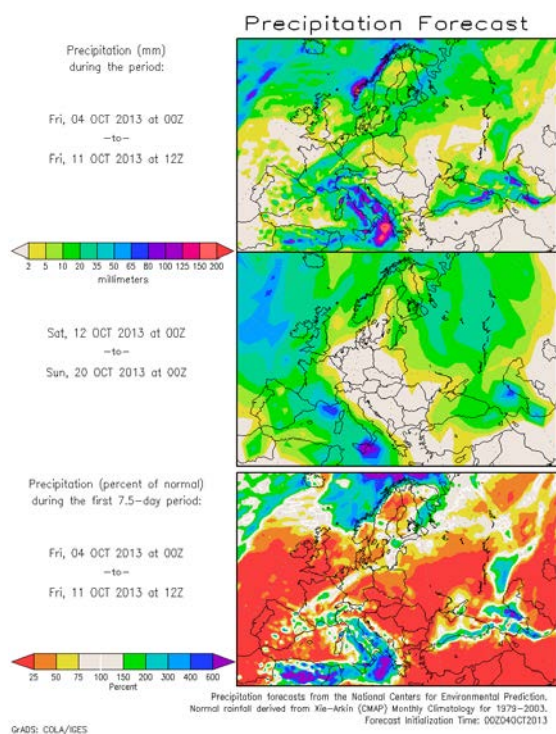 Precipitation Forecast
Precipitation (mm)
during the period:
Fri, 04 OCT 2013 at 00Z
-to-
Fri, 11 OCT 2013 at 12Z
2 5 10 20 35 50 65 80 100 125 150 200
millimeters
Sat, 12 OCT 2013 at 00Z
-to-
Sun, 20 OCT 2013 at 00Z
Precipitation (percent of normal)
during the first 7.5-day period:
Fri, 04 OCT 2013 at 00Z
-to-
Fri, 11 OCT 2013 at 12Z
25 50 75 100 150 200 300 400 600
Percent
Precipitation forecasts from the National Centers for Environmental Prediction.
Normal rainfall derived from Xie-Arkin (CMAP) Monthly Climatology for 1979-2003.
Forecast Initialization Time: 00Z04OCT2013
GrADS: COLA/IGES